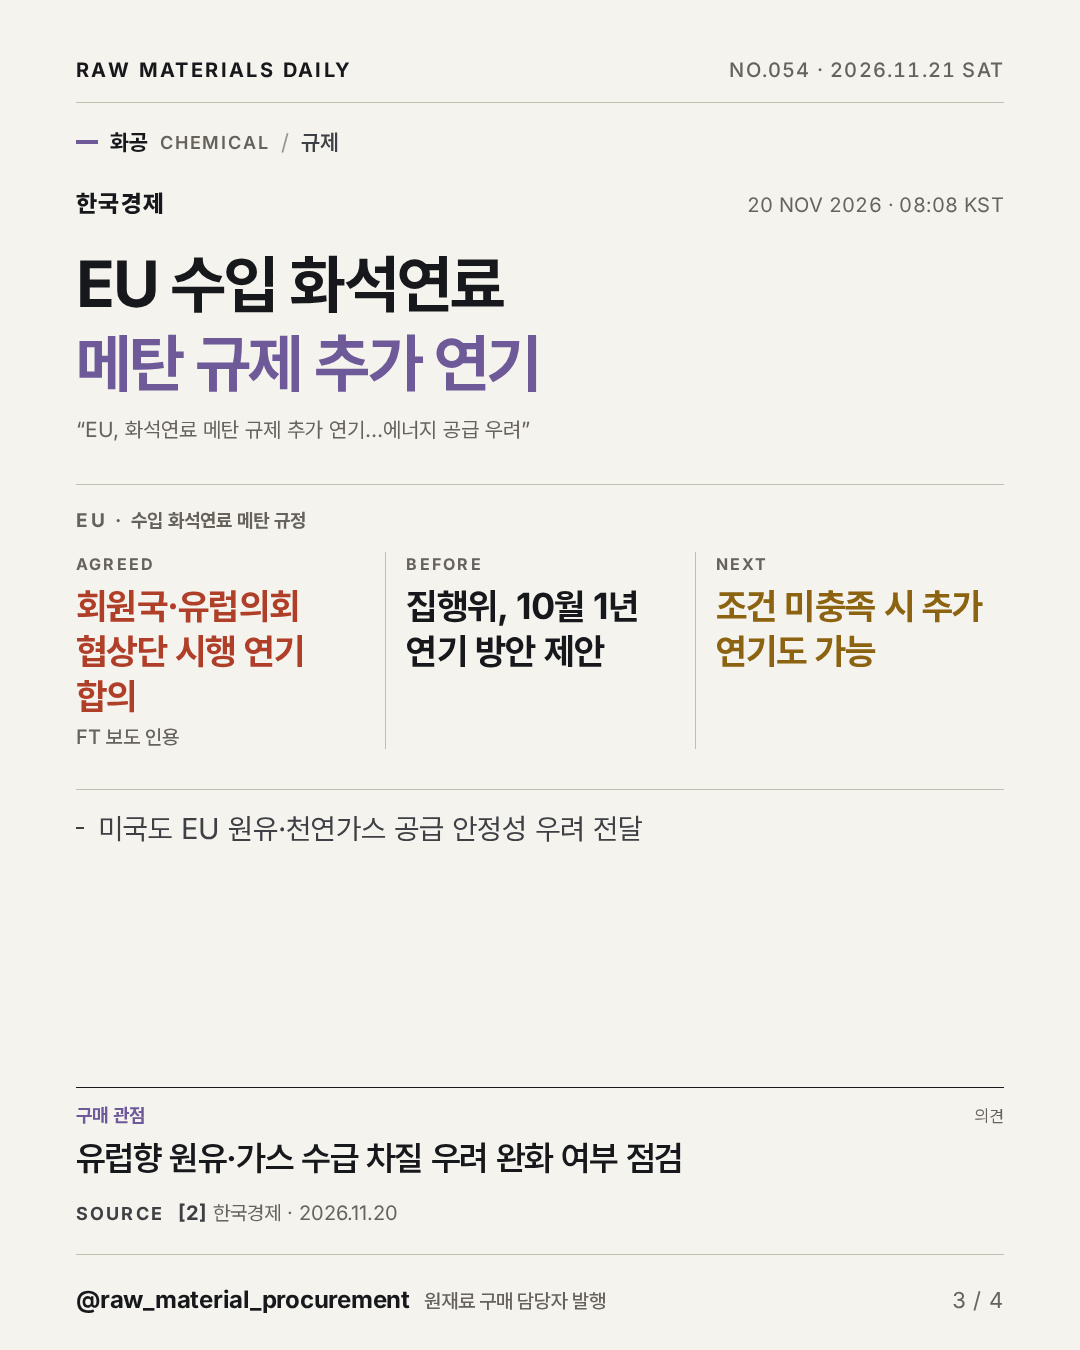 RAW MATERIALS DAILY
NO.054 · 2026.11.21 SAT
화공 CHEMICAL / 규제
한국경제
20 NOV 2026 · 08:08 KST
EU 수입 화석연료
메탄 규제 추가 연기
“EU, 화석연료 메탄 규제 추가 연기…에너지 공급 우려”
EU · 수입 화석연료 메탄 규정
AGREED
회원국·유럽의회
협상단 시행 연기
합의
FT 보도 인용
BEFORE
집행위, 10월 1년
연기 방안 제안
NEXT
조건 미충족 시 추가
연기도 가능
- 미국도 EU 원유·천연가스 공급 안정성 우려 전달
구매 관점
의견
유럽향 원유·가스 수급 차질 우려 완화 여부 점검
SOURCE [2] 한국경제 · 2026.11.20
@raw_material_procurement 원재료 구매 담당자 발행
3 / 4